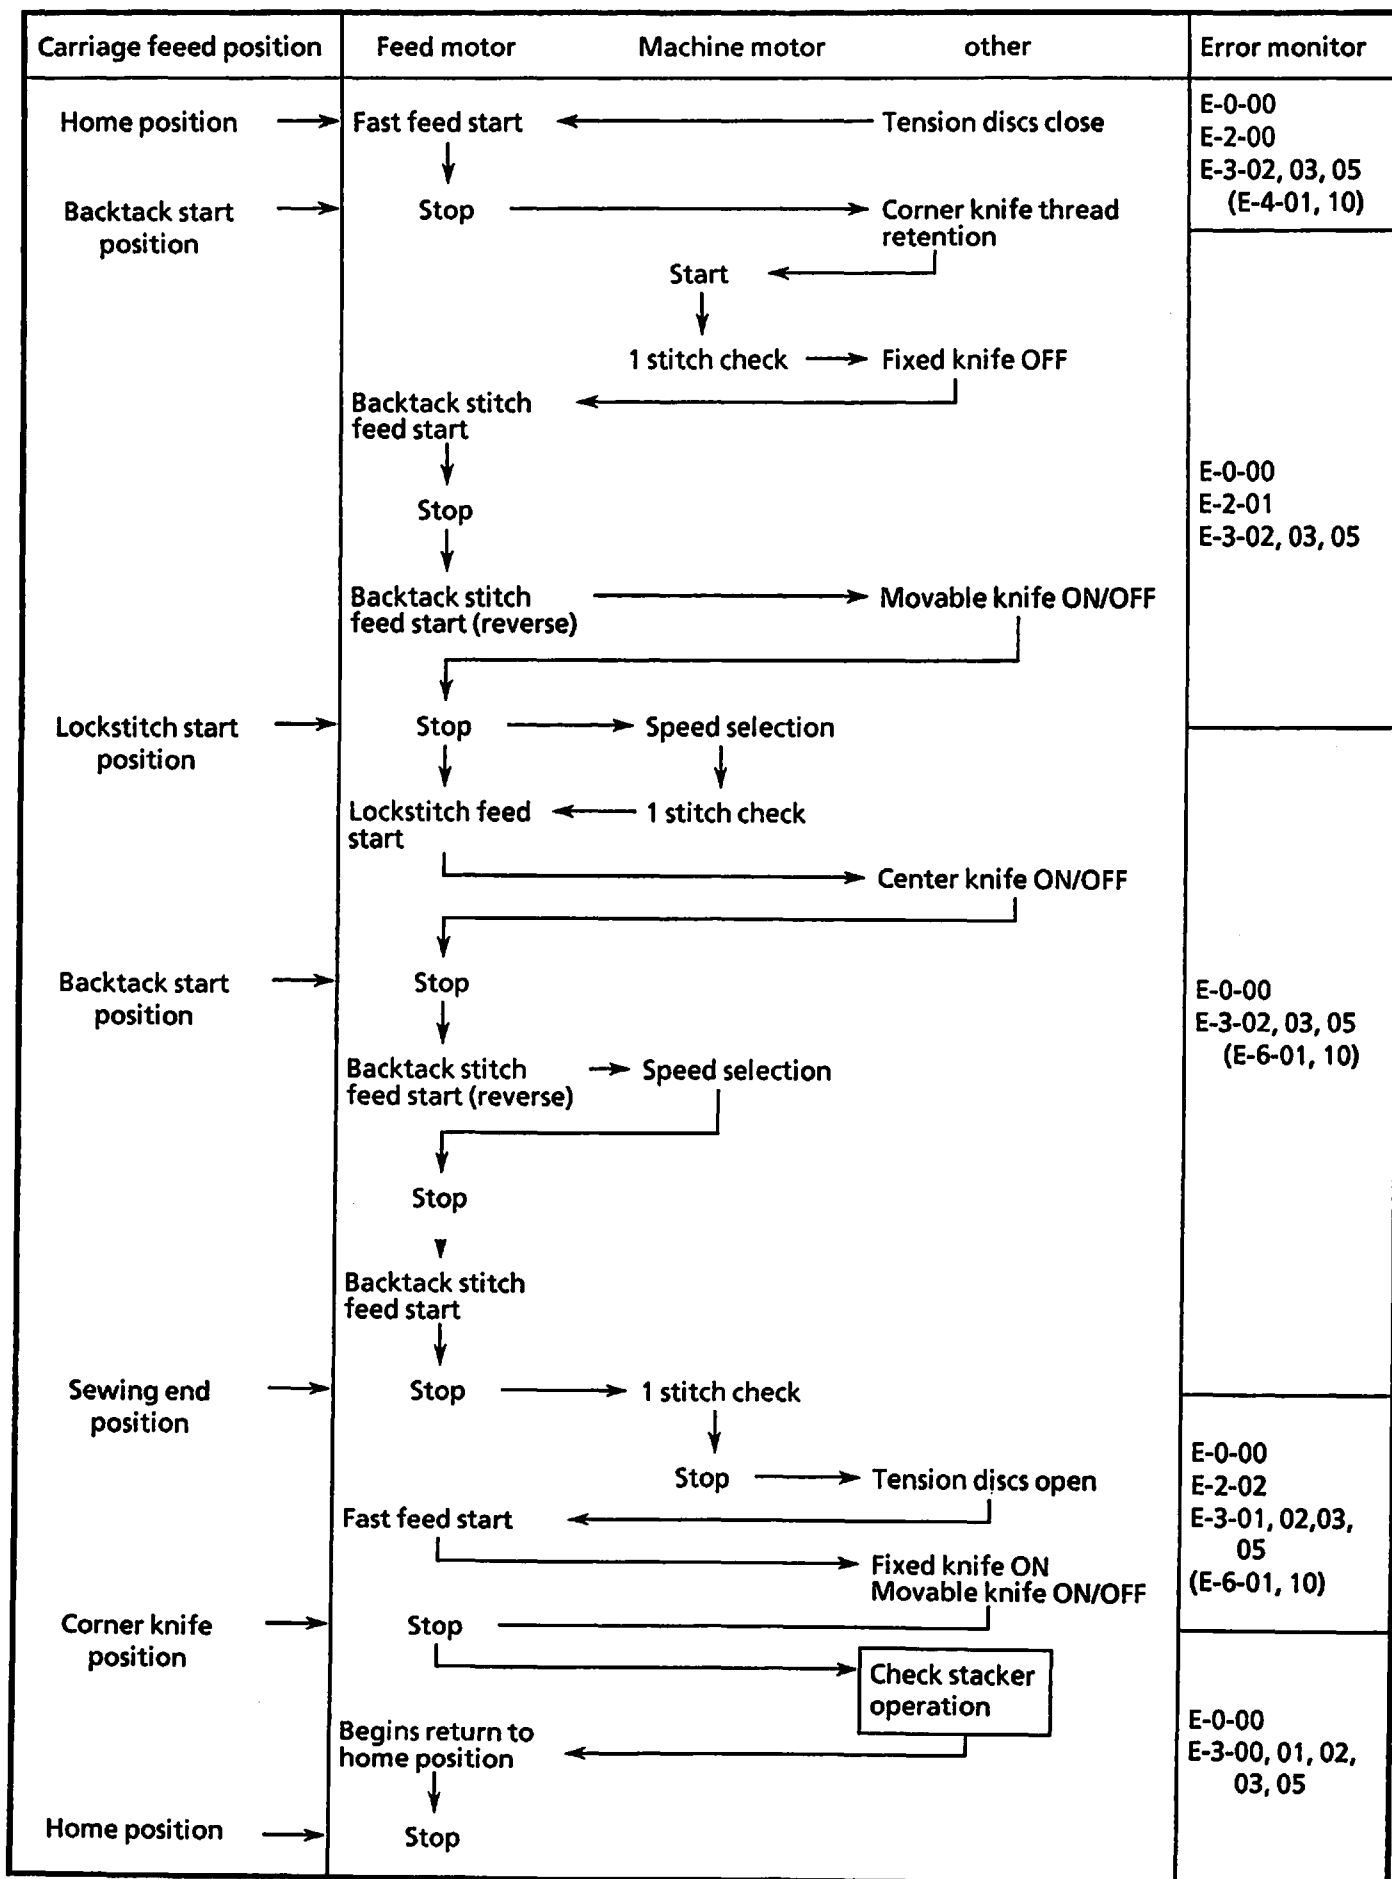 Carriage feeed position
Feed motor
Machine motor
other
Error monitor
Home position
Fast feed start
Tension discs close
E-0-00
E-2-00
E-3-02, 03, 05
(E-4-01, 10)
Backtack start
position
Stop
Corner knife thread
retention
Start
1 stitch check
Fixed knife OFF
Backtack stitch
feed start
Stop
E-0-00
E-2-01
E-3-02, 03, 05
Backtack stitch
feed start (reverse)
Movable knife ON/OFF
Lockstitch start
position
Stop
Speed selection
Lockstitch feed
start
1 stitch check
Center knife ON/OFF
Backtack start
position
Stop
E-0-00
E-3-02, 03, 05
(E-6-01, 10)
Backtack stitch
feed start (reverse)
Speed selection
Stop
Backtack stitch
feed start
Sewing end
position
Stop
1 stitch check
Stop
Tension discs open
E-0-00
E-2-02
E-3-01, 02,03,
05
(E-6-01, 10)
Fast feed start
Fixed knife ON
Movable knife ON/OFF
Corner knife
position
Stop
Check stacker
operation
Begins return to
home position
E-0-00
E-3-00, 01, 02,
03, 05
Home position
Stop